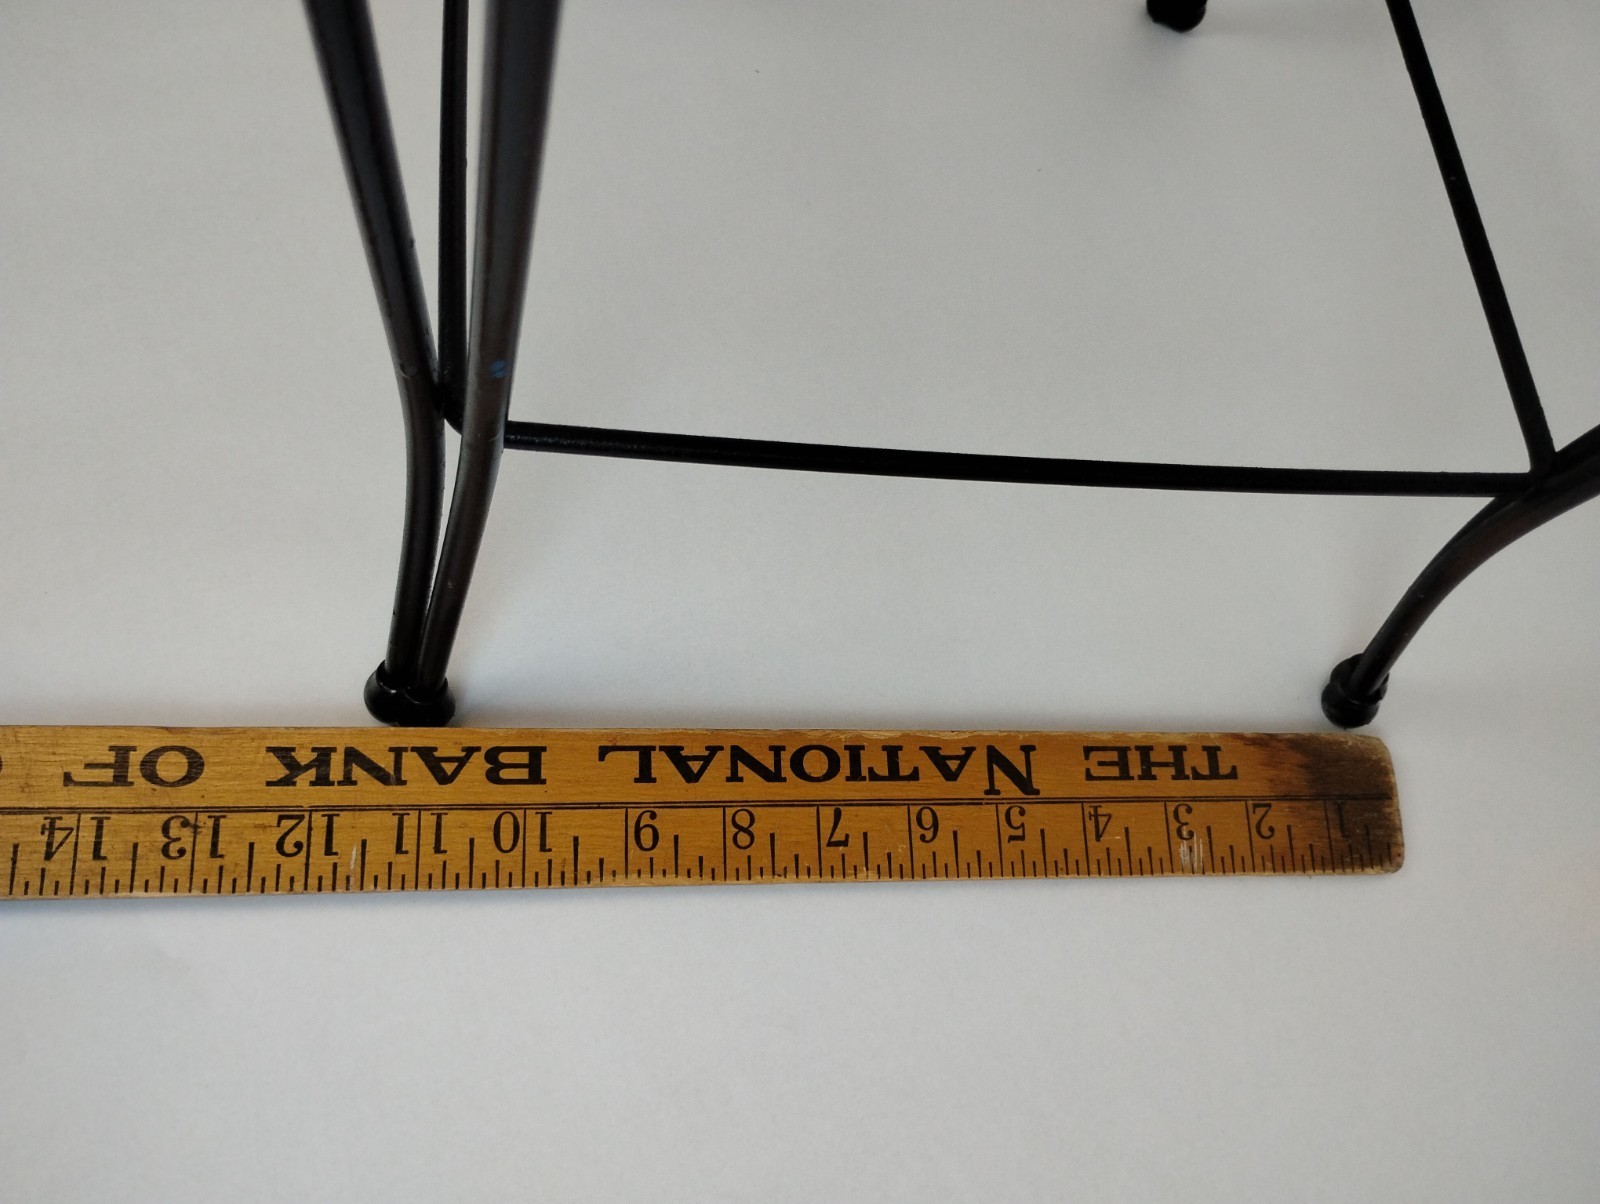 THE NATIONAL BANK OF
1 2 3 4 5 6 7 8 9 10 11 12 13 14